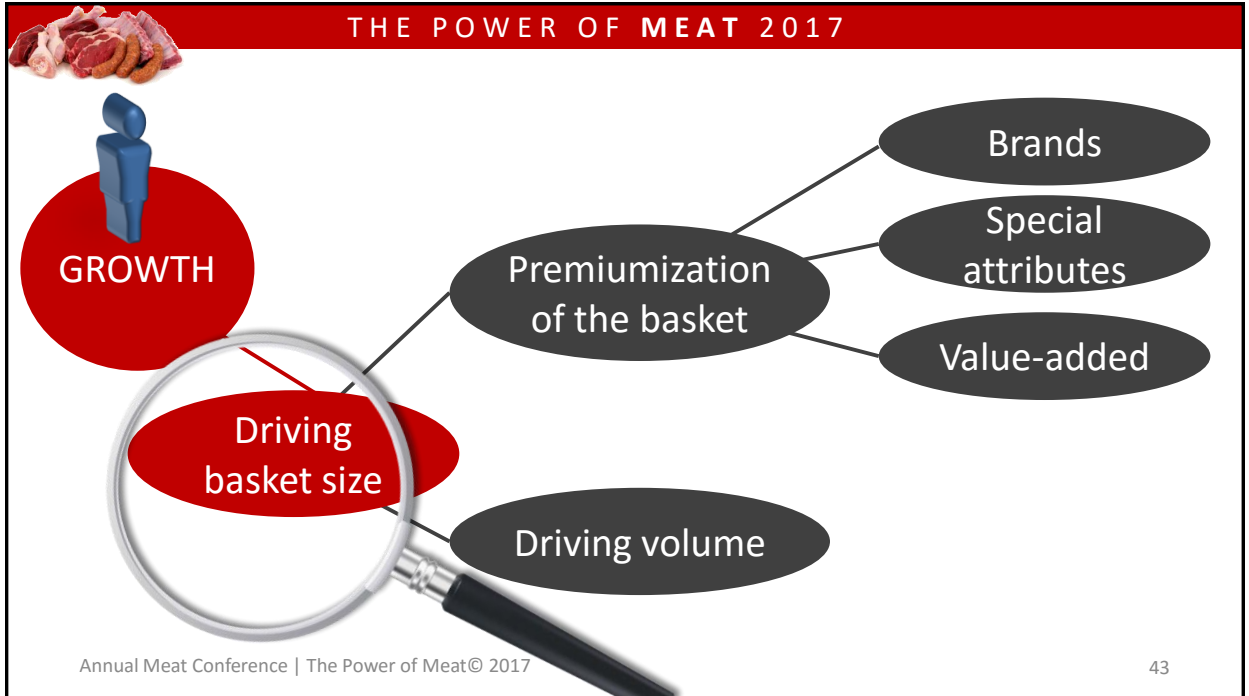 THE POWER OF MEAT 2017
GROWTH
Driving
basket size
Premiumization
of the basket
Driving volume
Brands
Special
attributes
Value-added
Annual Meat Conference | The Power of Meat© 2017
43